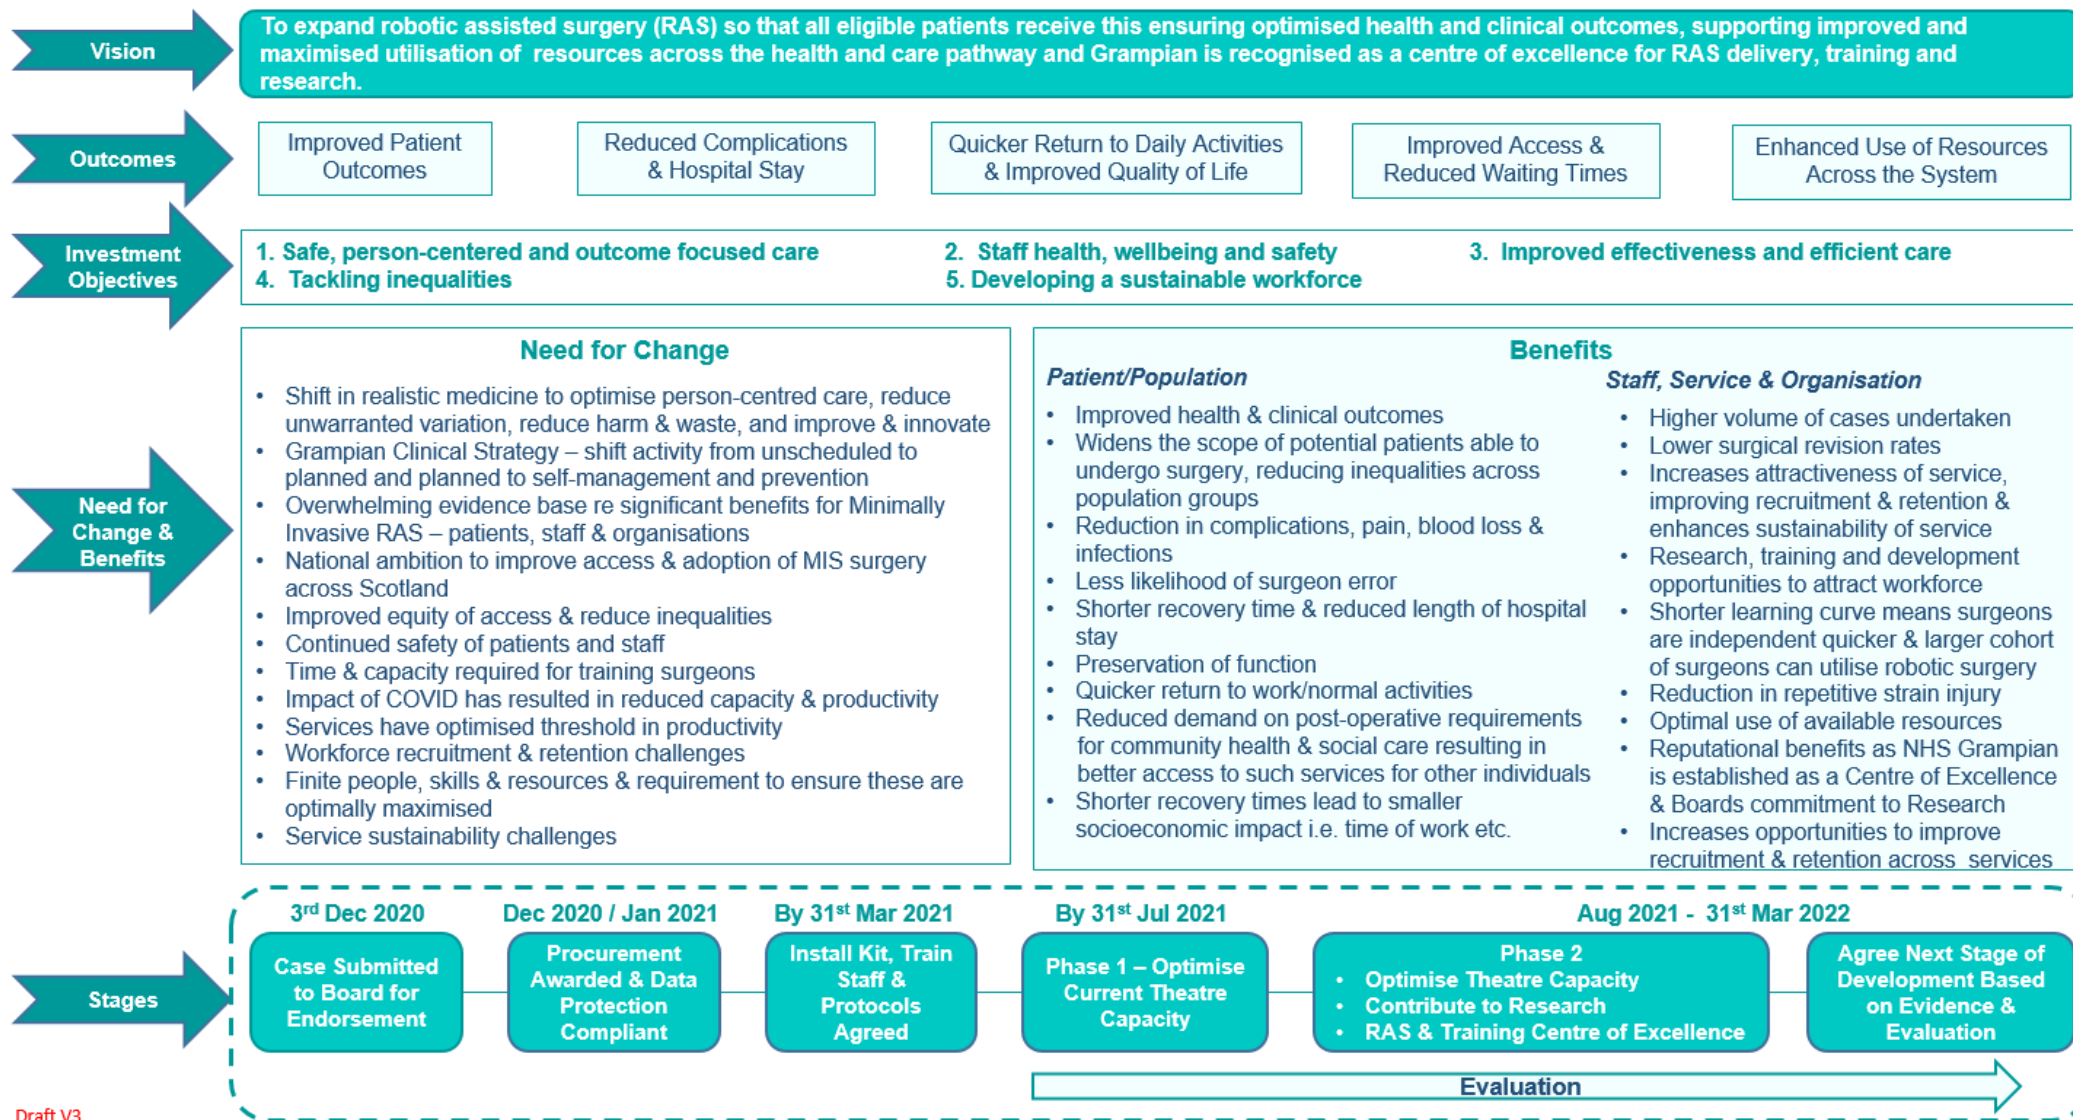 Vision
To expand robotic assisted surgery (RAS) so that all eligible patients receive this ensuring optimised health and clinical outcomes, supporting improved and
maximised utilisation of resources across the health and care pathway and Grampian is recognised as a centre of excellence for RAS delivery, training and
research.
Outcomes
Improved Patient
Outcomes
Reduced Complications
& Hospital Stay
Quicker Return to Daily Activities
& Improved Quality of Life
Improved Access &
Reduced Waiting Times
Enhanced Use of Resources
Across the System
Investment
Objectives
1. Safe, person-centered and outcome focused care
2. Staff health, wellbeing and safety
3. Improved effectiveness and efficient care
4. Tackling inequalities
5. Developing a sustainable workforce
Need for
Change &
Benefits
Need for Change
• Shift in realistic medicine to optimise person-centred care, reduce
unwarranted variation, reduce harm & waste, and improve & innovate
• Grampian Clinical Strategy – shift activity from unscheduled to
planned and planned to self-management and prevention
• Overwhelming evidence base re significant benefits for Minimally
Invasive RAS – patients, staff & organisations
• National ambition to improve access & adoption of MIS surgery
across Scotland
• Improved equity of access & reduce inequalities
• Continued safety of patients and staff
• Time & capacity required for training surgeons
• Impact of COVID has resulted in reduced capacity & productivity
• Services have optimised threshold in productivity
• Workforce recruitment & retention challenges
• Finite people, skills & resources & requirement to ensure these are
optimally maximised
• Service sustainability challenges
Benefits
Patient/Population
• Improved health & clinical outcomes
• Widens the scope of potential patients able to
undergo surgery, reducing inequalities across
population groups
• Reduction in complications, pain, blood loss &
infections
• Less likelihood of surgeon error
• Shorter recovery time & reduced length of hospital
stay
• Preservation of function
• Quicker return to work/normal activities
• Reduced demand on post-operative requirements
for community health & social care resulting in
better access to such services for other individuals
• Shorter recovery times lead to smaller
socioeconomic impact i.e. time of work etc.
Staff, Service & Organisation
• Higher volume of cases undertaken
• Lower surgical revision rates
• Increases attractiveness of service,
improving recruitment & retention &
enhances sustainability of service
• Research, training and development
opportunities to attract workforce
• Shorter learning curve means surgeons
are independent quicker & larger cohort
of surgeons can utilise robotic surgery
• Reduction in repetitive strain injury
• Optimal use of available resources
• Reputational benefits as NHS Grampian
is established as a Centre of Excellence
& Boards commitment to Research
• Increases opportunities to improve
recruitment & retention across services
Stages
3rd Dec 2020
Case Submitted
to Board for
Endorsement
Dec 2020 / Jan 2021
Procurement
Awarded & Data
Protection
Compliant
By 31st Mar 2021
Install Kit, Train
Staff &
Protocols
Agreed
By 31st Jul 2021
Phase 1 – Optimise
Current Theatre
Capacity
Aug 2021 - 31st Mar 2022
Phase 2
• Optimise Theatre Capacity
• Contribute to Research
• RAS & Training Centre of Excellence
Agree Next Stage of
Development Based
on Evidence &
Evaluation
Evaluation
Draft V3